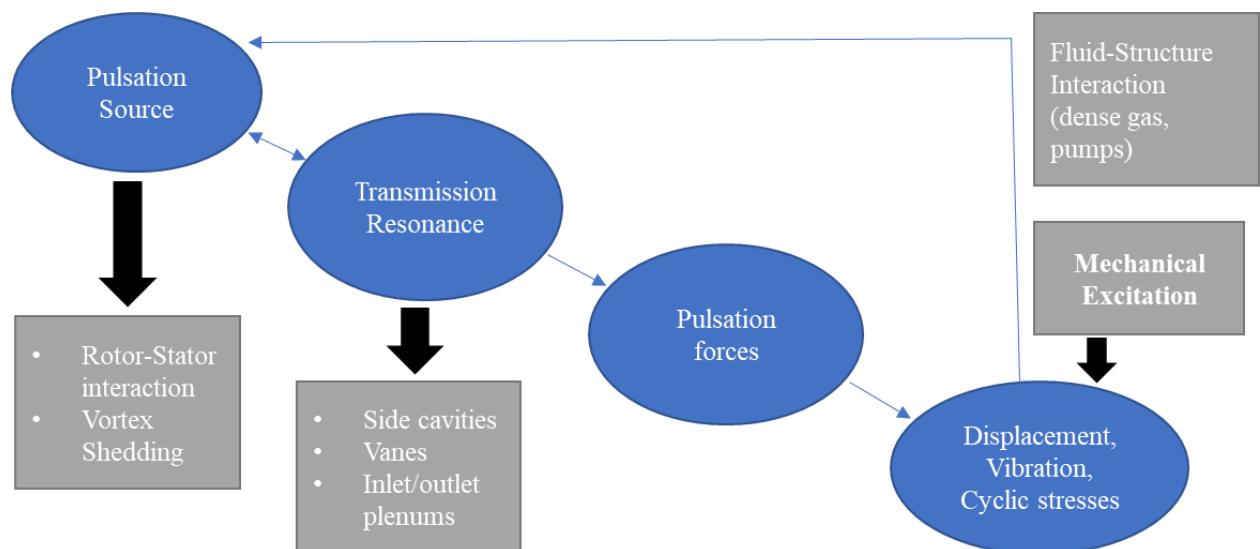 Pulsation
Source
Fluid-Structure
Interaction
(dense gas,
pumps)
Transmission
Resonance
Mechanical
Excitation
Pulsation
forces
• Rotor-Stator
interaction
• Vortex
Shedding
• Side cavities
• Vanes
• Inlet/outlet
plenums
Displacement,
Vibration,
Cyclic stresses